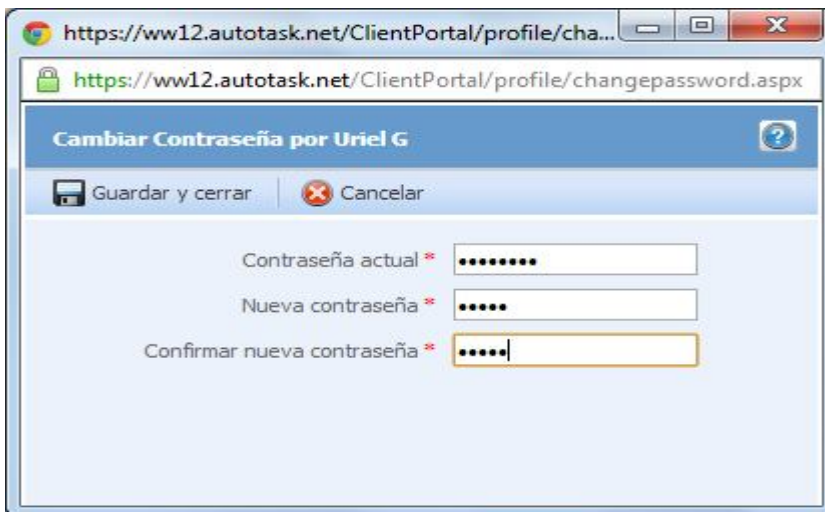 https://ww12.autotask.net/ClientPortal/profile/cha...
https://ww12.autotask.net/ClientPortal/profile/changepassword.aspx
Cambiar Contraseña por Uriel G
Guardar y cerrar Cancelar
Contraseña actual * ••••••••
Nueva contraseña * •••••
Confirmar nueva contraseña * •••••